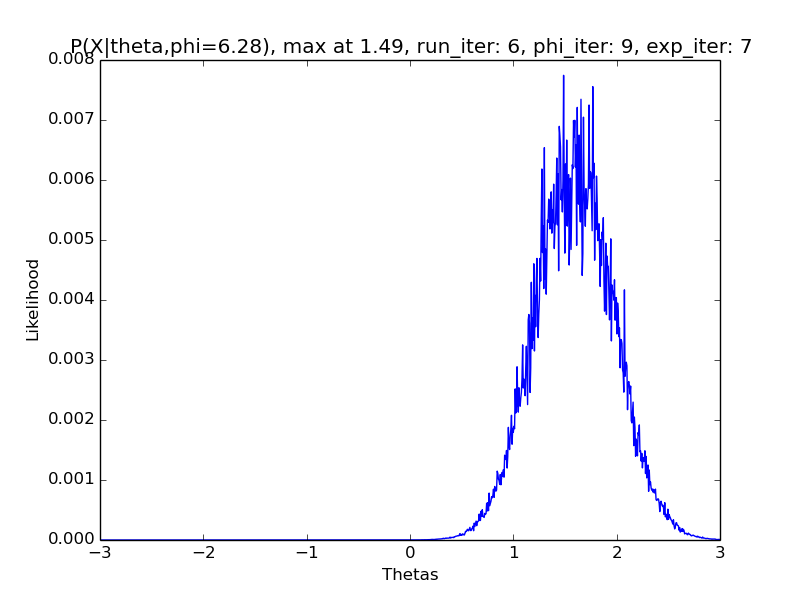 P(X|theta,phi=6.28), max at 1.49, run_iter: 6, phi_iter: 9, exp_iter: 7
0.008
0.007
0.006
0.005
0.004
0.003
0.002
0.001
0.000
Likelihood
−3 −2 −1 0 1 2 3
Thetas